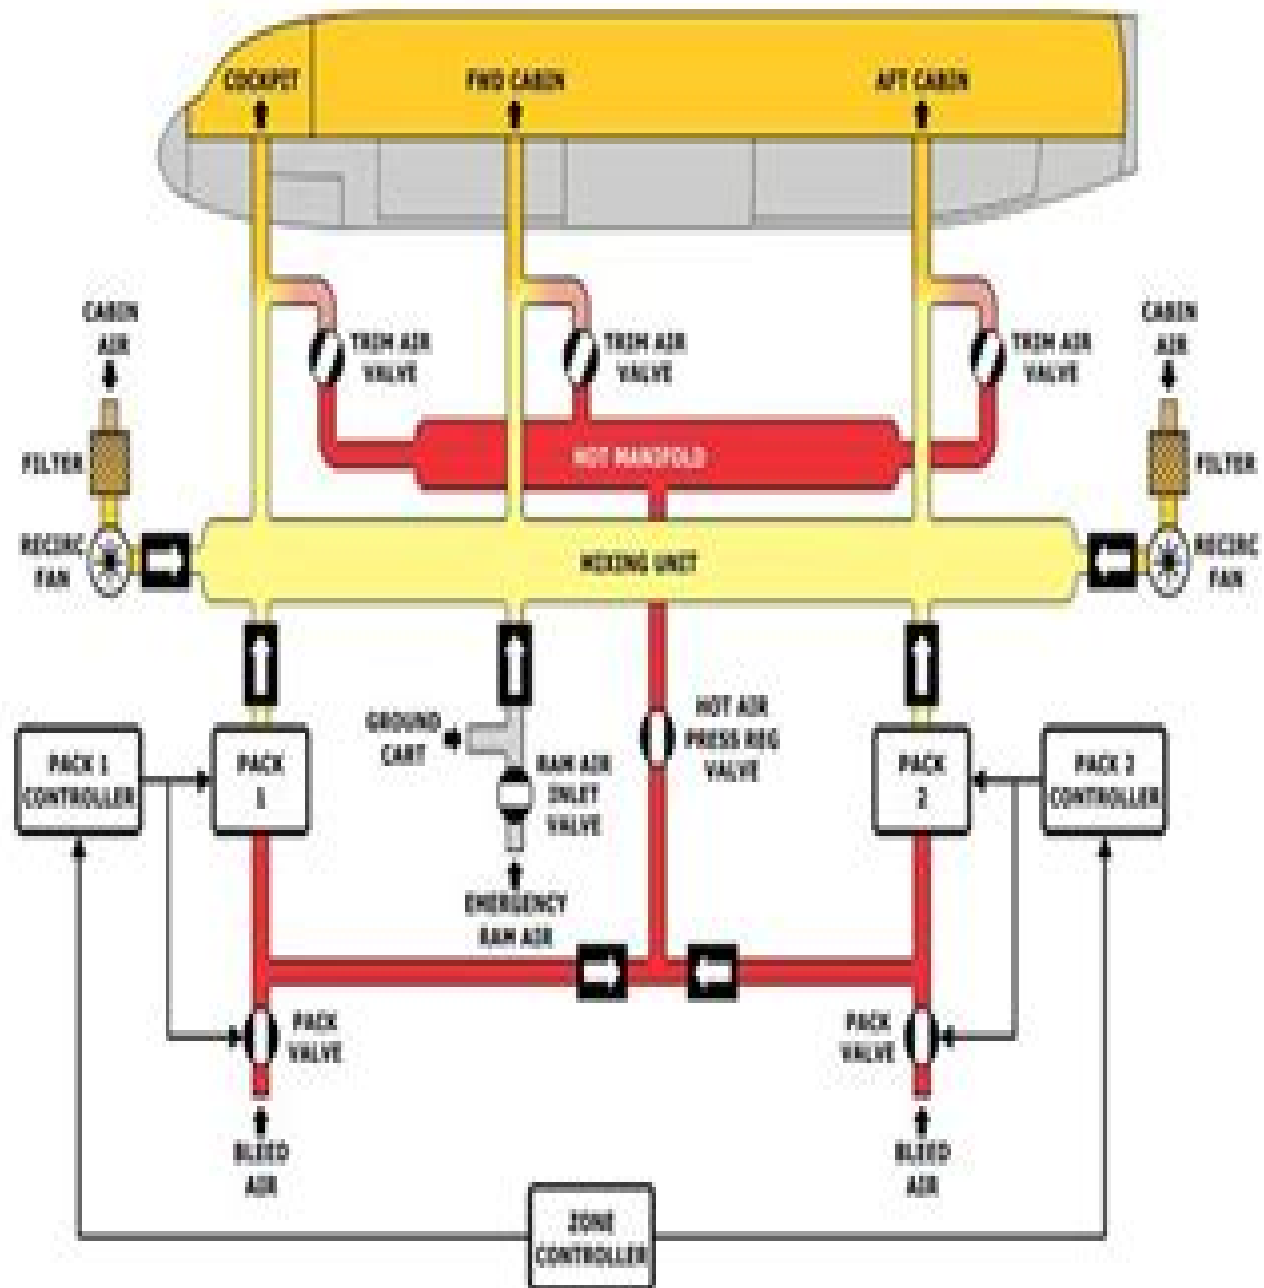 COCKPIT
FWD CABIN
AFT CABIN
CABIN
AIR
TRIM AIR
VALVE
TRIM AIR
VALVE
TRIM AIR
VALVE
CABIN
AIR
FILTER
HOT MANIFOLD
FILTER
RECIRC
FAN
MIXING UNIT
RECIRC
FAN
GROUND
CART
HOT AIR
PRESS REG
VALVE
PACK 1
CONTROLLER
PACK
1
RAM AIR
INLET
VALVE
PACK
2
PACK 2
CONTROLLER
EMERGENCY
RAM AIR
PACK
VALVE
PACK
VALVE
BLEED
AIR
BLEED
AIR
ZONE
CONTROLLER